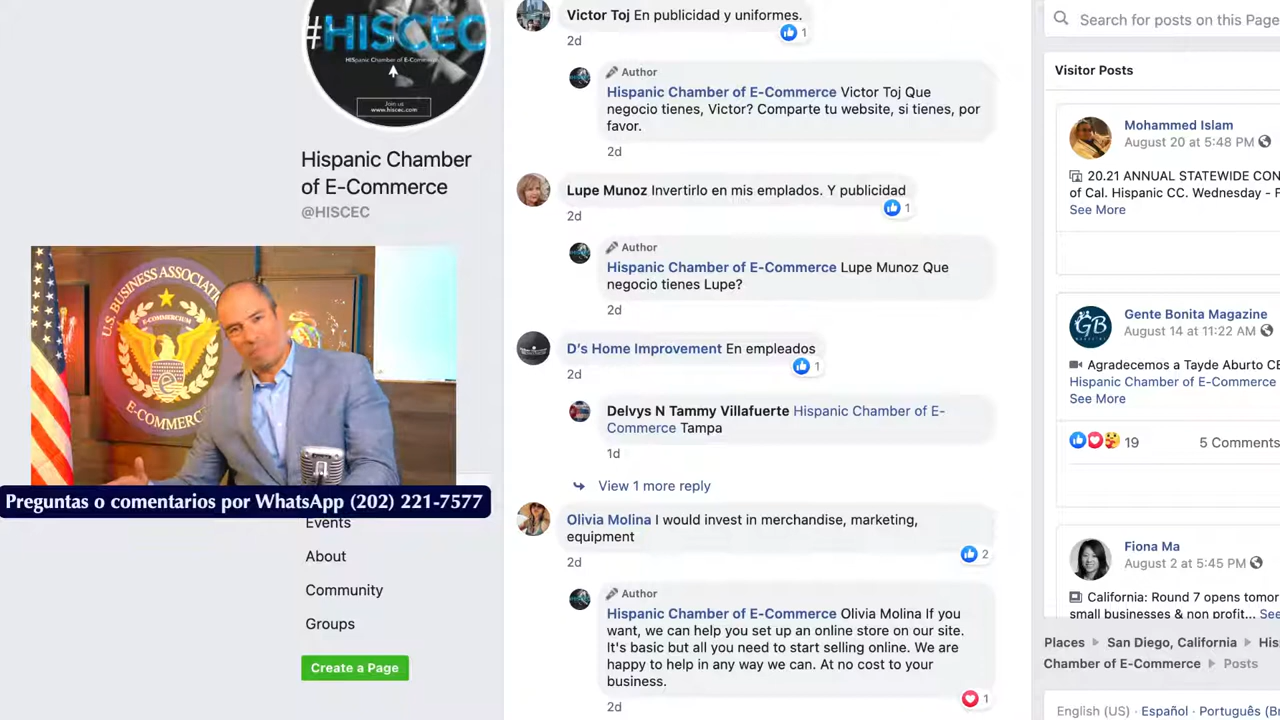 #HISCEC
HISpanic Chamber of E-Commerce
Join us
www.hiscec.com
Hispanic Chamber
of E-Commerce
@HISCEC
U.S. BUSINESS ASSOCIATI
E-COMMERCIUM
e
E-COMMERC
Preguntas o comentarios por WhatsApp (202) 221-7577
Events
About
Community
Groups
Create a Page
Victor Toj En publicidad y uniformes.
1
2d
Author
Hispanic Chamber of E-Commerce Victor Toj Que
negocio tienes, Victor? Comparte tu website, si tienes, por
favor.
2d
Lupe Munoz Invertirlo en mis emplados. Y publicidad
1
2d
Author
Hispanic Chamber of E-Commerce Lupe Munoz Que
negocio tienes Lupe?
2d
D's Home Improvement En empleados
1
2d
Delvys N Tammy Villafuerte Hispanic Chamber of E-
Commerce Tampa
1d
View 1 more reply
Olivia Molina I would invest in merchandise, marketing,
equipment
2
2d
Author
Hispanic Chamber of E-Commerce Olivia Molina If you
want, we can help you set up an online store on our site.
It's basic but all you need to start selling online. We are
happy to help in any way we can. At no cost to your
business.
1
2d
Search for posts on this Page
Visitor Posts
Mohammed Islam
August 20 at 5:48 PM
20.21 ANNUAL STATEWIDE CON
of Cal. Hispanic CC. Wednesday -
See More
Gente Bonita Magazine
GB
MAGAZINE
August 14 at 11:22 AM
Agradecemos a Tayde Aburto CE
Hispanic Chamber of E-Commerce
See More
19 5 Comments
Fiona Ma
August 2 at 5:45 PM
California: Round 7 opens tomor
small businesses & non profit... See
Places San Diego, California His
Chamber of E-Commerce Posts
English (US) · Español · Português (Br